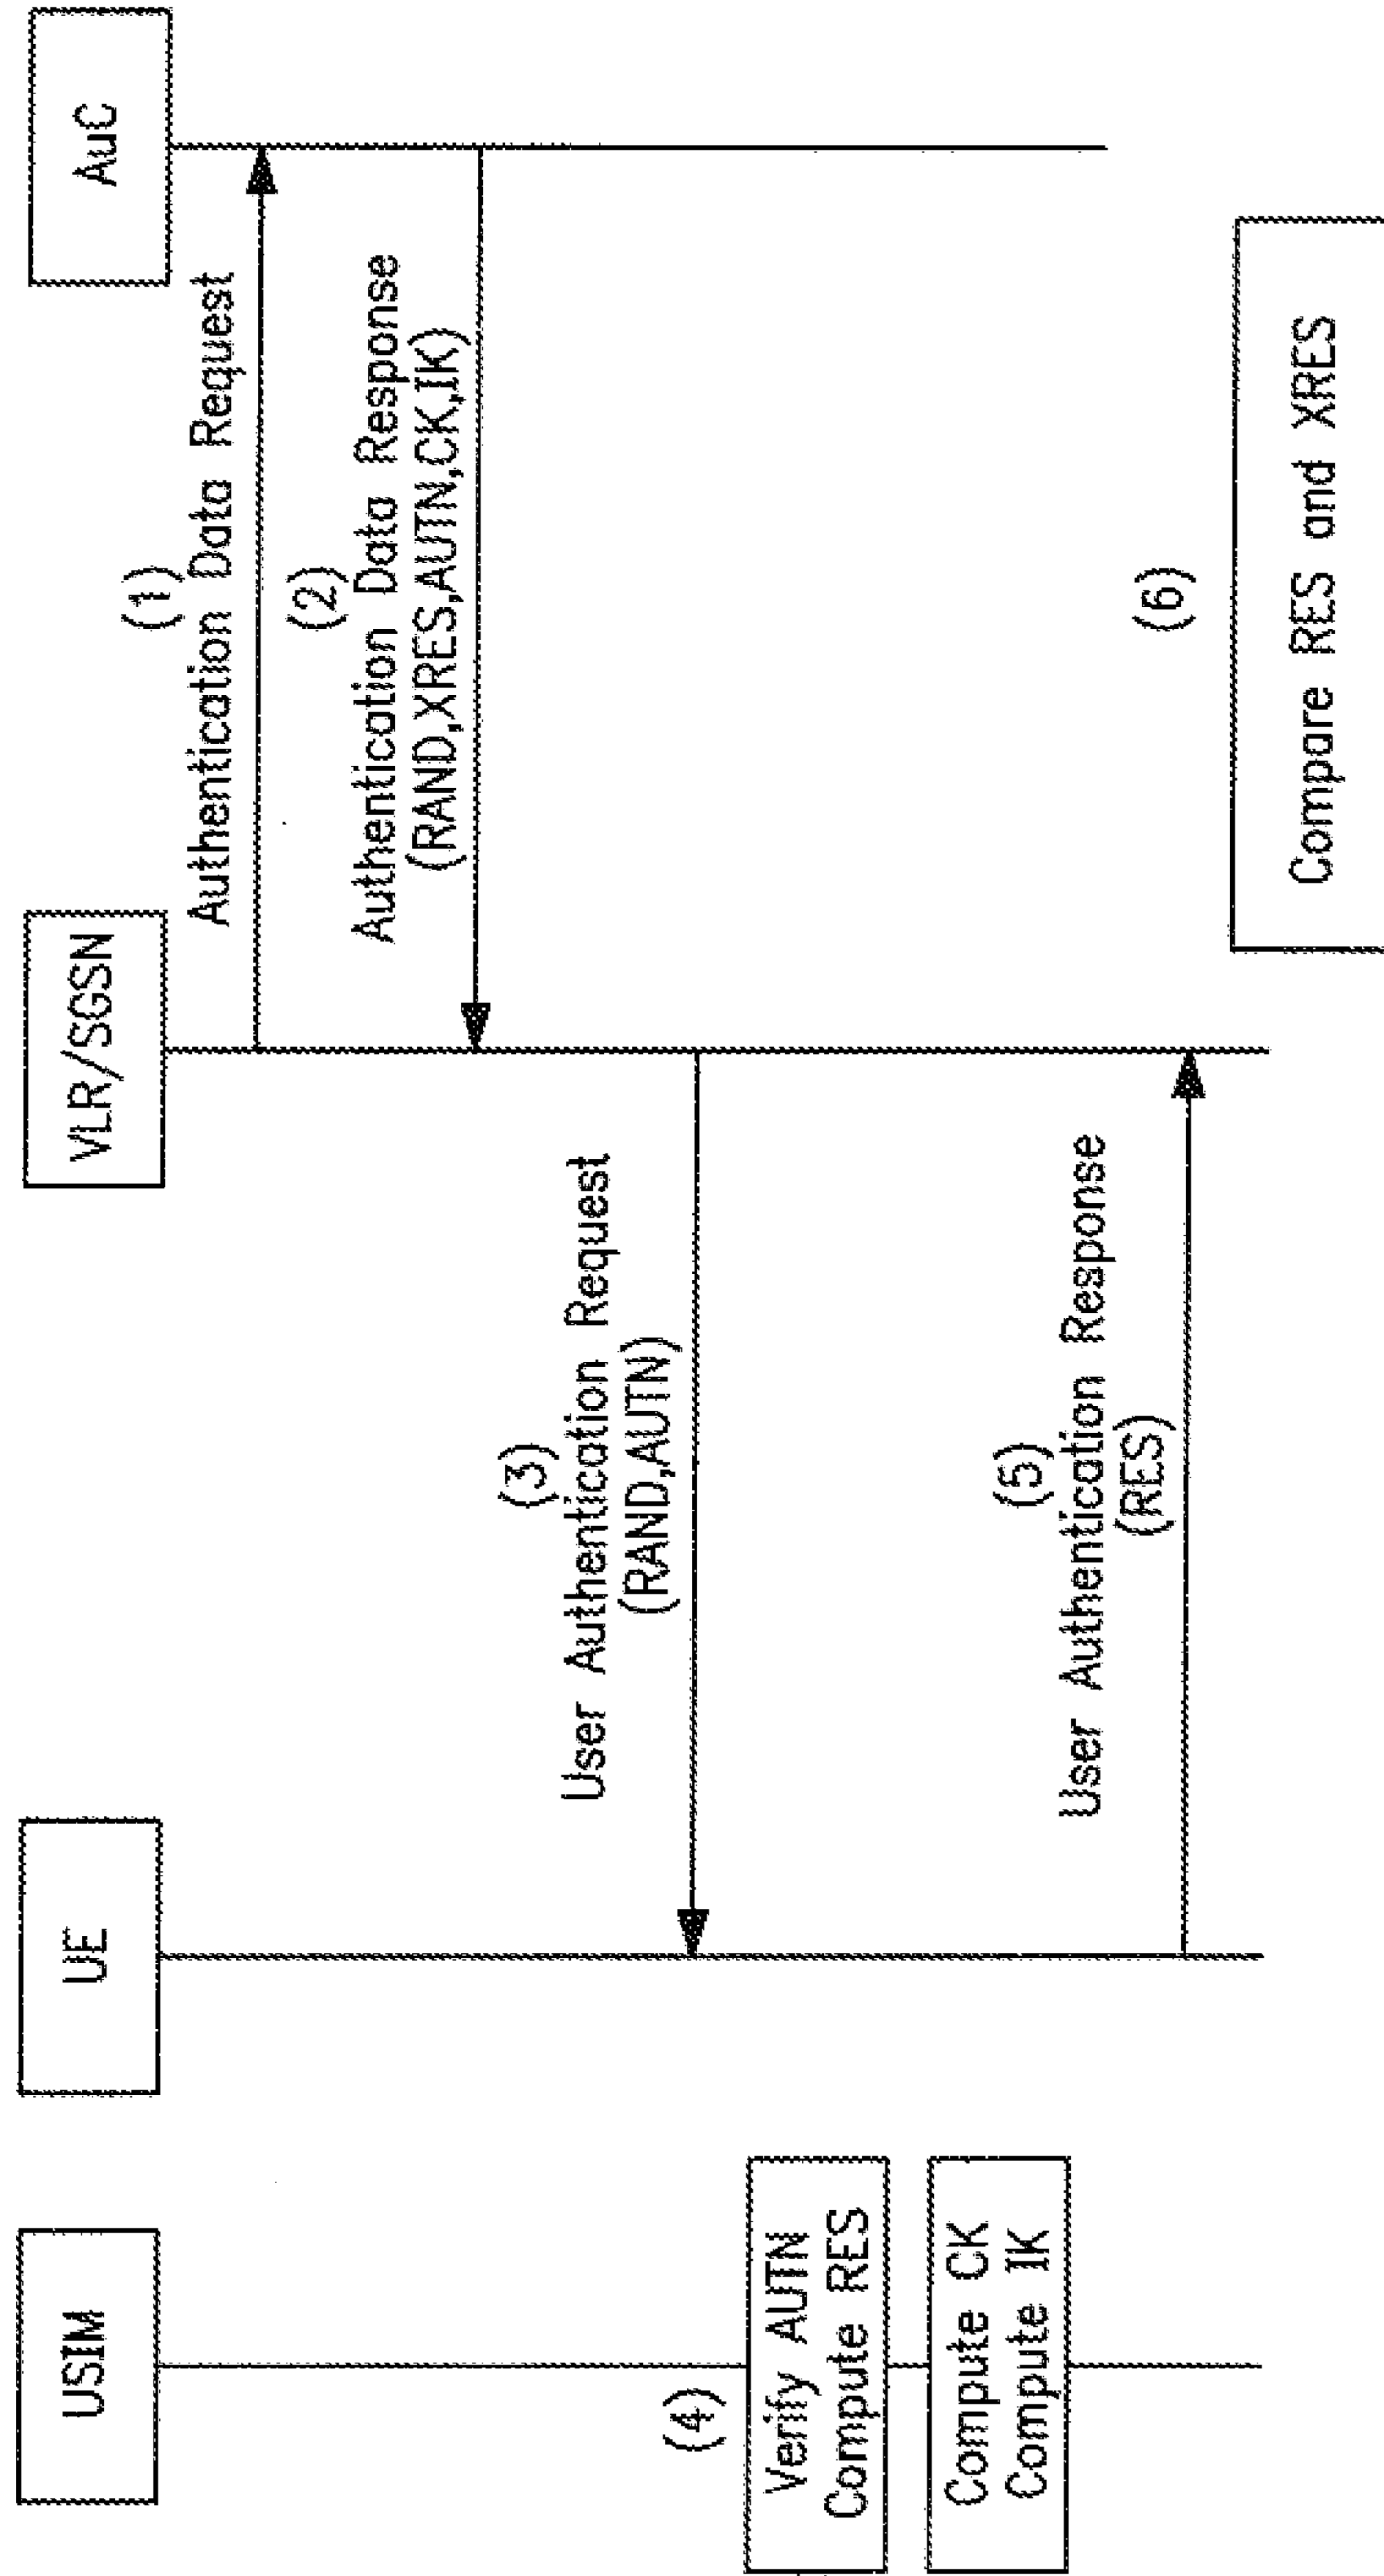 USIM
UE
VLR/SGSN
AuC
(1)
Authentication Data Request
(2)
Authentication Data Response
(RAND,XRES,AUTN,CK,IK)
(3)
User Authentication Request
(RAND,AUTN)
(4)
Verify AUTN
Compute RES
Compute CK
Compute IK
(5)
User Authentication Response
(RES)
(6)
Compare RES and XRES